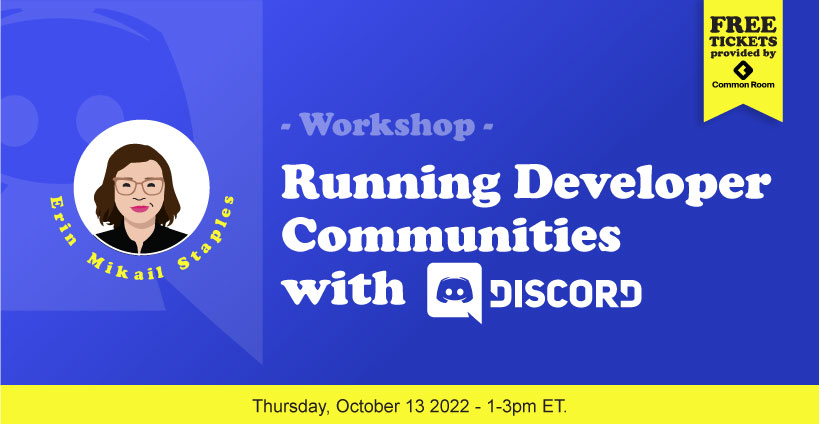 FREE
TICKETS
provided by
Common Room
- Workshop -
Running Developer
Communities
with DISCORD
Erin Mikail Staples
Thursday, October 13 2022 - 1-3pm ET.